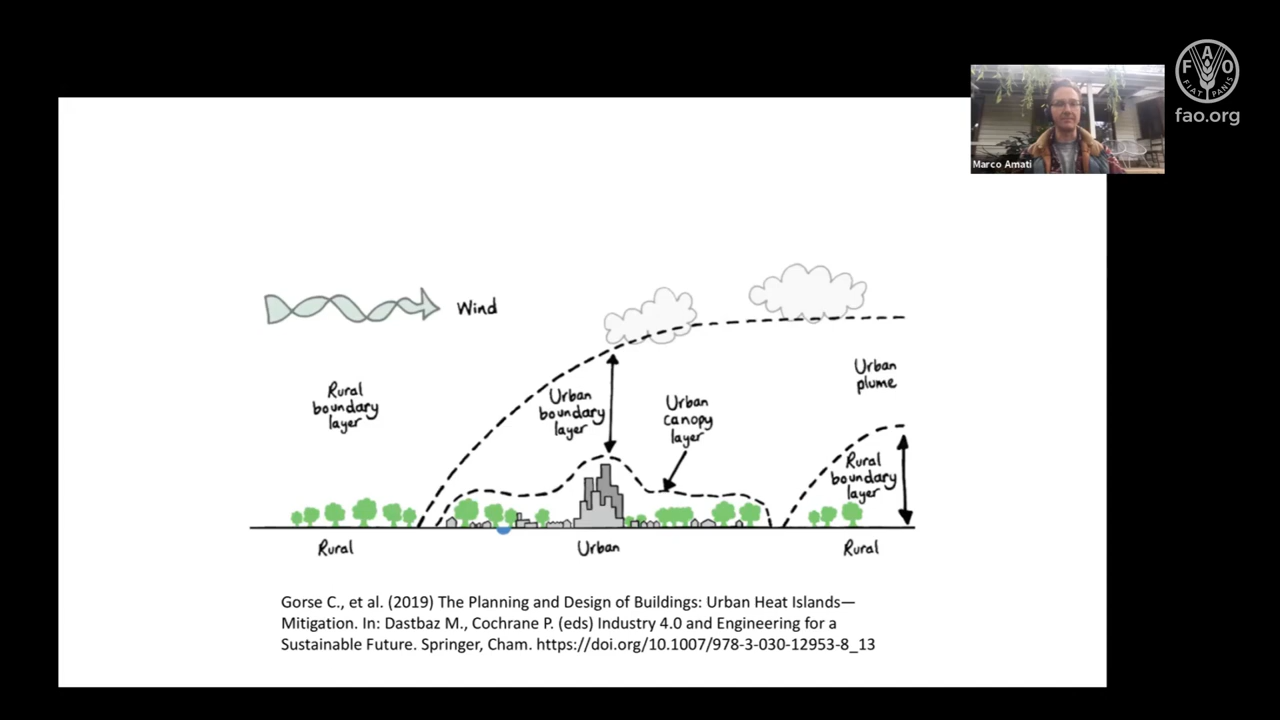 FAO
FIAT PANIS
fao.org
Marco Amati
Wind
Rural
boundary
layer
Urban
boundary
layer
Urban
canopy
layer
Urban
plume
Rural
boundary
layer
Rural
Urban
Rural
Gorse C., et al. (2019) The Planning and Design of Buildings: Urban Heat Islands—
Mitigation. In: Dastbaz M., Cochrane P. (eds) Industry 4.0 and Engineering for a
Sustainable Future. Springer, Cham. https://doi.org/10.1007/978-3-030-12953-8_13